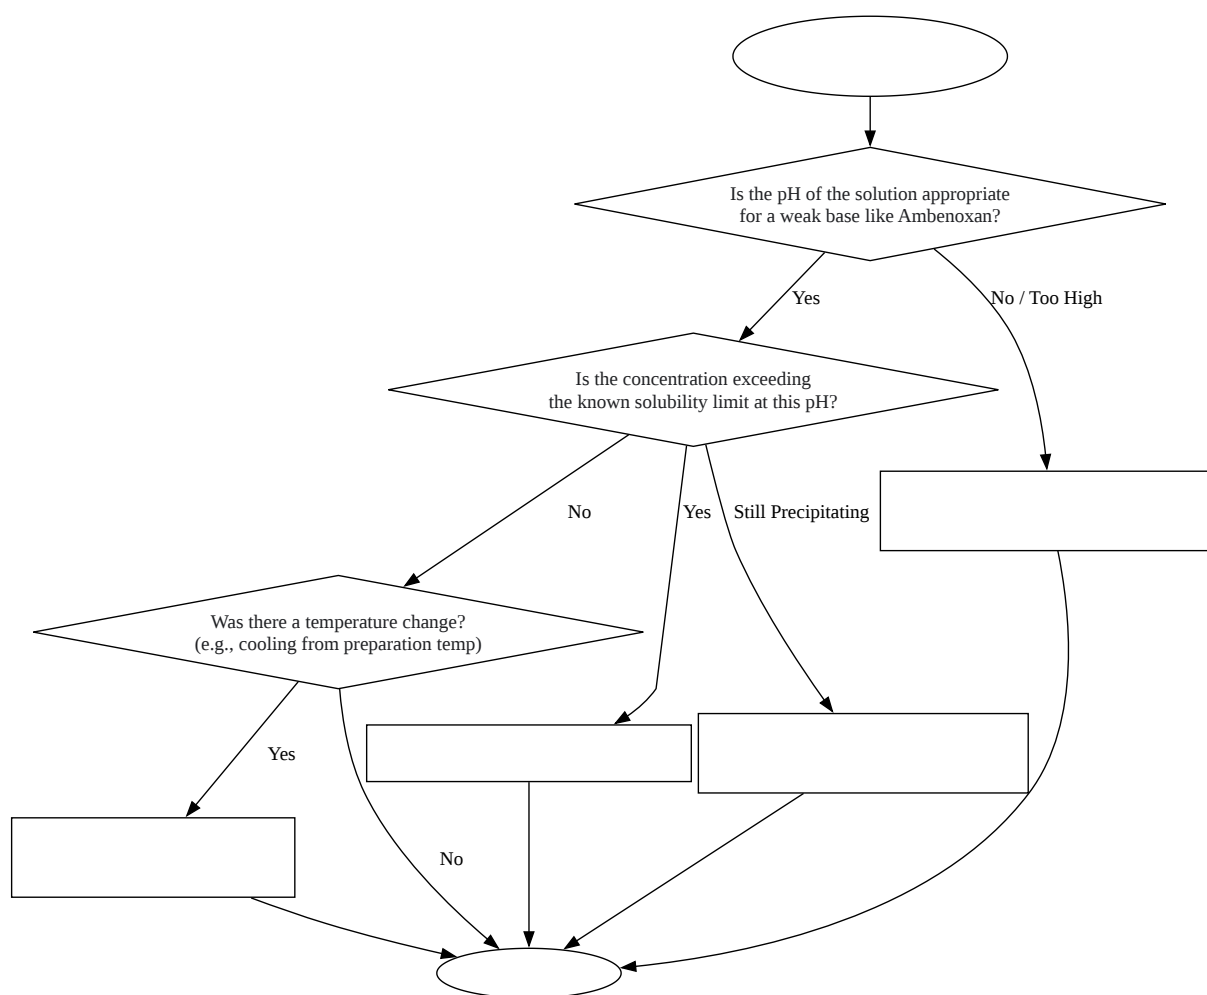 Is the pH of the solution appropriate
for a weak base like Ambenoxan?
Yes
No / Too High
Is the concentration exceeding
the known solubility limit at this pH?
No
Yes
Still Precipitating
Was there a temperature change?
(e.g., cooling from preparation temp)
Yes
No